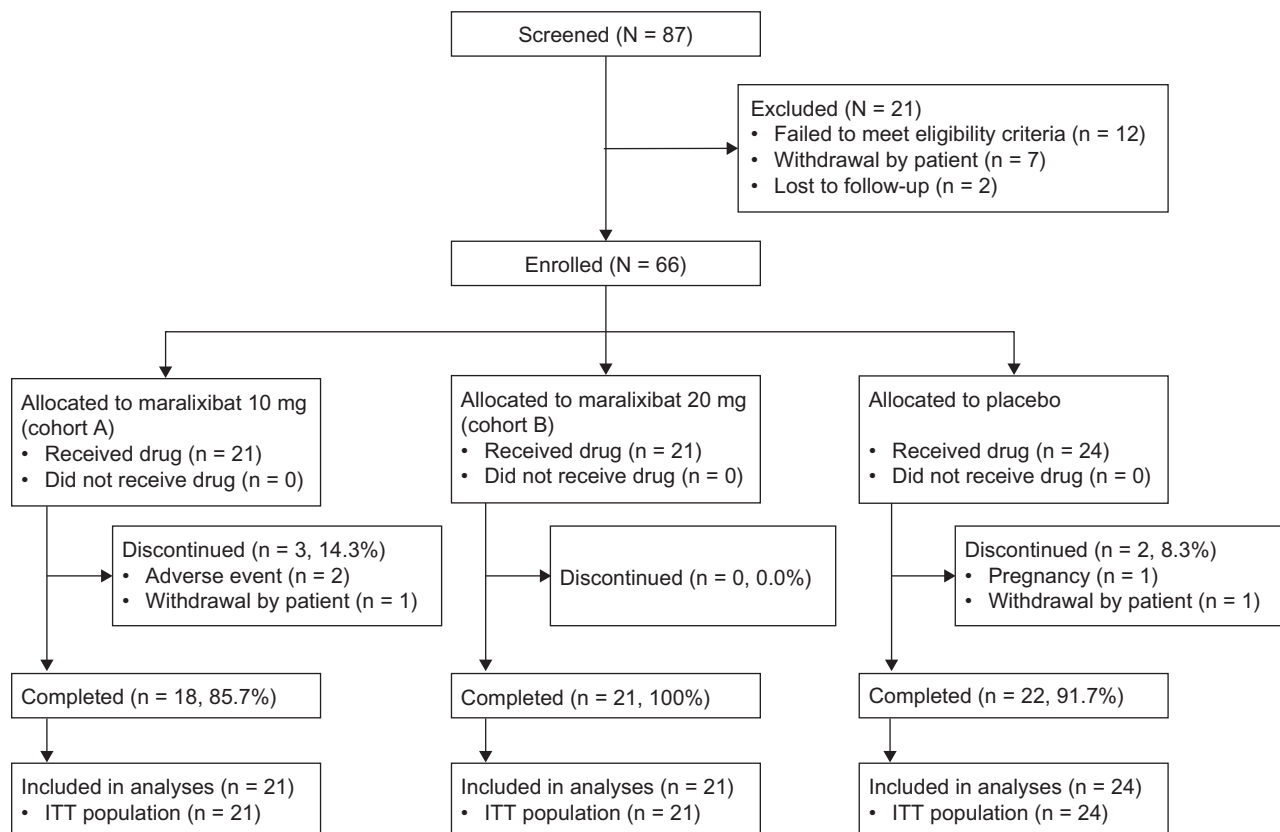 Screened (N = 87)
Excluded (N = 21)
• Failed to meet eligibility criteria (n = 12)
• Withdrawal by patient (n = 7)
• Lost to follow-up (n = 2)
Enrolled (N = 66)
Allocated to maralixibat 10 mg
(cohort A)
• Received drug (n = 21)
• Did not receive drug (n = 0)
Allocated to maralixibat 20 mg
(cohort B)
• Received drug (n = 21)
• Did not receive drug (n = 0)
Allocated to placebo
• Received drug (n = 24)
• Did not receive drug (n = 0)
Discontinued (n = 3, 14.3%)
• Adverse event (n = 2)
• Withdrawal by patient (n = 1)
Discontinued (n = 0, 0.0%)
Discontinued (n = 2, 8.3%)
• Pregnancy (n = 1)
• Withdrawal by patient (n = 1)
Completed (n = 18, 85.7%)
Completed (n = 21, 100%)
Completed (n = 22, 91.7%)
Included in analyses (n = 21)
• ITT population (n = 21)
Included in analyses (n = 21)
• ITT population (n = 21)
Included in analyses (n = 24)
• ITT population (n = 24)